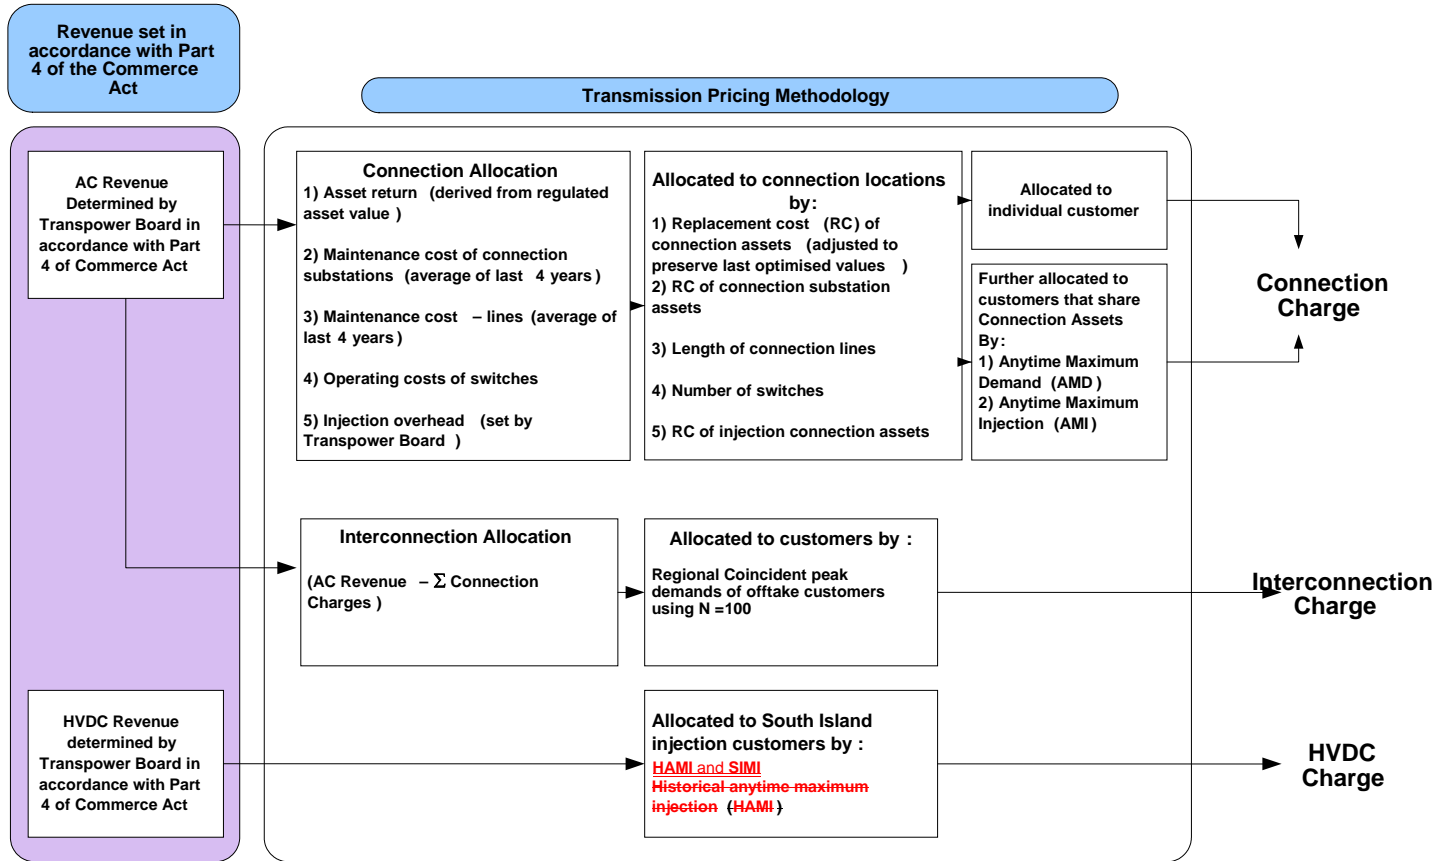 Revenue set in
accordance with Part
4 of the Commerce
Act
Transmission Pricing Methodology
AC Revenue
Determined by
Transpower Board in
accordance with Part
4 of Commerce Act
Connection Allocation
1) Asset return (derived from regulated
asset value )
2) Maintenance cost of connection
substations (average of last 4 years)
3) Maintenance cost – lines (average of
last 4 years)
4) Operating costs of switches
5) Injection overhead (set by
Transpower Board )
Allocated to connection locations
by:
1) Replacement cost (RC) of
connection assets (adjusted to
preserve last optimised values )
2) RC of connection substation
assets
3) Length of connection lines
4) Number of switches
5) RC of injection connection assets
Allocated to
individual customer
Further allocated to
customers that share
Connection Assets
By:
1) Anytime Maximum
Demand (AMD)
2) Anytime Maximum
Injection (AMI)
Connection
Charge
Interconnection Allocation
(AC Revenue – Σ Connection
Charges )
Allocated to customers by :
Regional Coincident peak
demands of offtake customers
using N =100
Interconnection
Charge
HVDC Revenue
determined by
Transpower Board in
accordance with Part
4 of Commerce Act
Allocated to South Island
injection customers by :
HAMI and SIMI
Historical anytime maximum
injection (HAMI)
HVDC
Charge